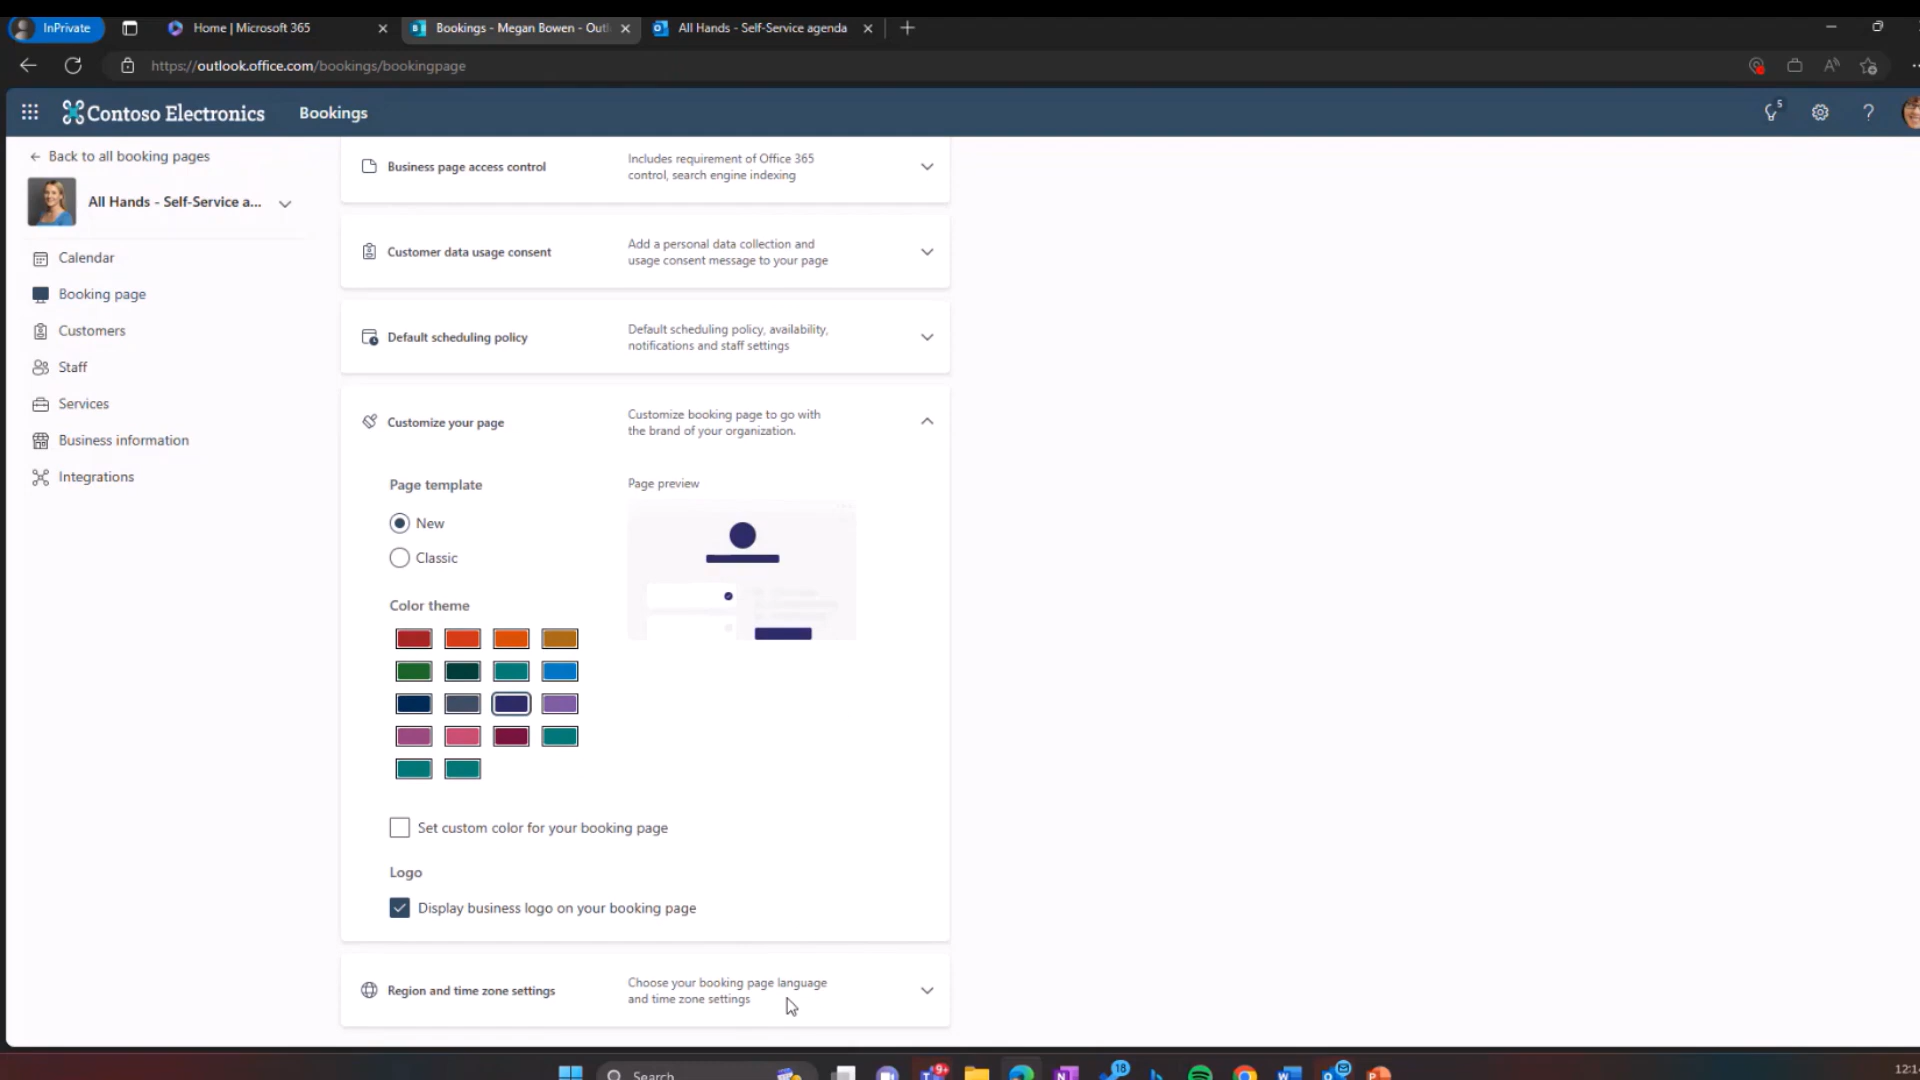 InPrivate
Home | Microsoft 365
Bookings - Megan Bowen - Outl
All Hands - Self-Service agenda
https://outlook.office.com/bookings/bookingpage
Contoso Electronics
Bookings
5
?
Back to all booking pages
All Hands - Self-Service a...
Calendar
Booking page
Customers
Staff
Services
Business information
Integrations
Business page access control
Includes requirement of Office 365
control, search engine indexing
Customer data usage consent
Add a personal data collection and
usage consent message to your page
Default scheduling policy
Default scheduling policy, availability,
notifications and staff settings
Customize your page
Customize booking page to go with
the brand of your organization.
Page template
Page preview
New
Classic
Color theme
Set custom color for your booking page
Logo
Display business logo on your booking page
Region and time zone settings
Choose your booking page language
and time zone settings
Search
9+
18
12:1